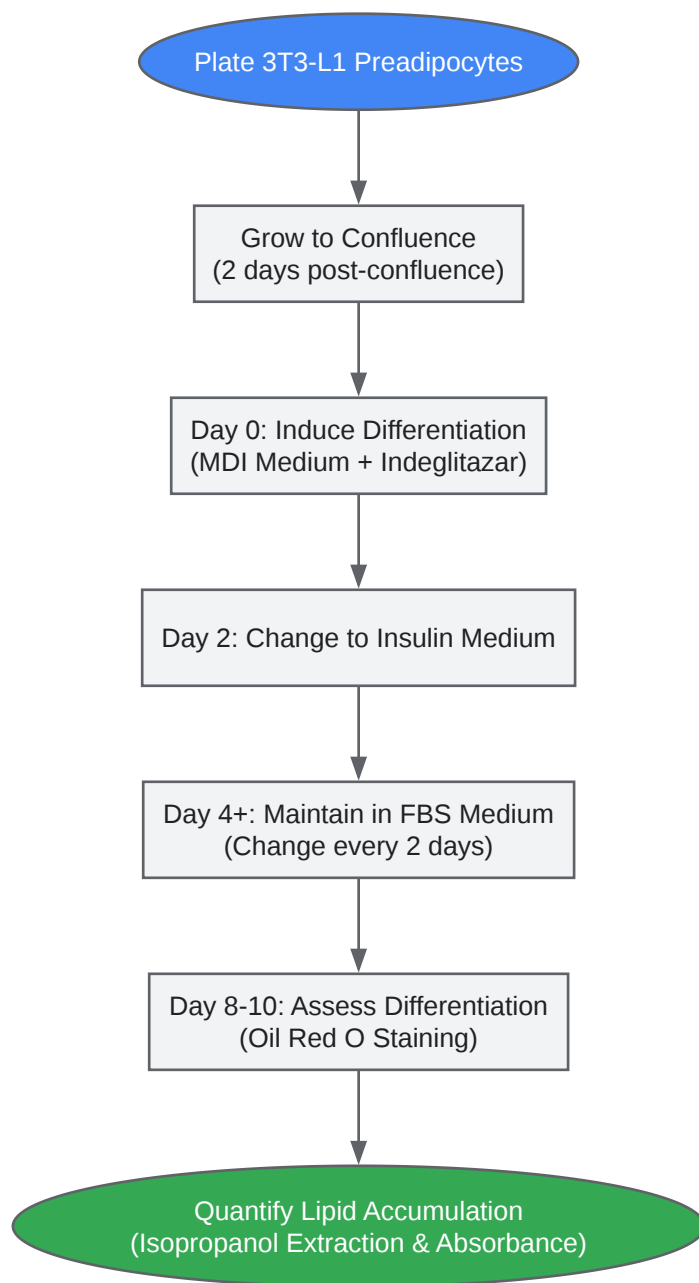 Plate 3T3-L1 Preadipocytes
Grow to Confluence
(2 days post-confluence)
Day 0: Induce Differentiation
(MDI Medium + Indeglitazar)
Day 2: Change to Insulin Medium
Day 4+: Maintain in FBS Medium
(Change every 2 days)
Day 8-10: Assess Differentiation
(Oil Red O Staining)
Quantify Lipid Accumulation
(Isopropanol Extraction & Absorbance)